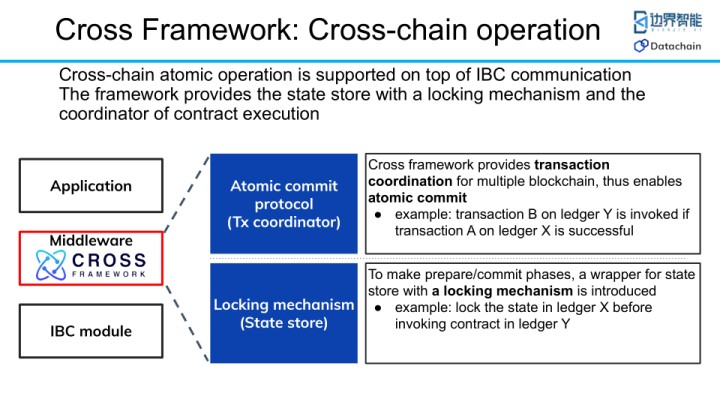 Cross Framework: Cross-chain operation
边界智能
Datachain
Cross-chain atomic operation is supported on top of IBC communication
The framework provides the state store with a locking mechanism and the
coordinator of contract execution
Application
Middleware
CROSS
FRAMEWORK
IBC module
Atomic commit
protocol
(Tx coordinator)
Cross framework provides transaction
coordination for multiple blockchain, thus enables
atomic commit
● example: transaction B on ledger Y is invoked if
transaction A on ledger X is successful
Locking mechanism
(State store)
To make prepare/commit phases, a wrapper for state
store with a locking mechanism is introduced
● example: lock the state in ledger X before
invoking contract in ledger Y